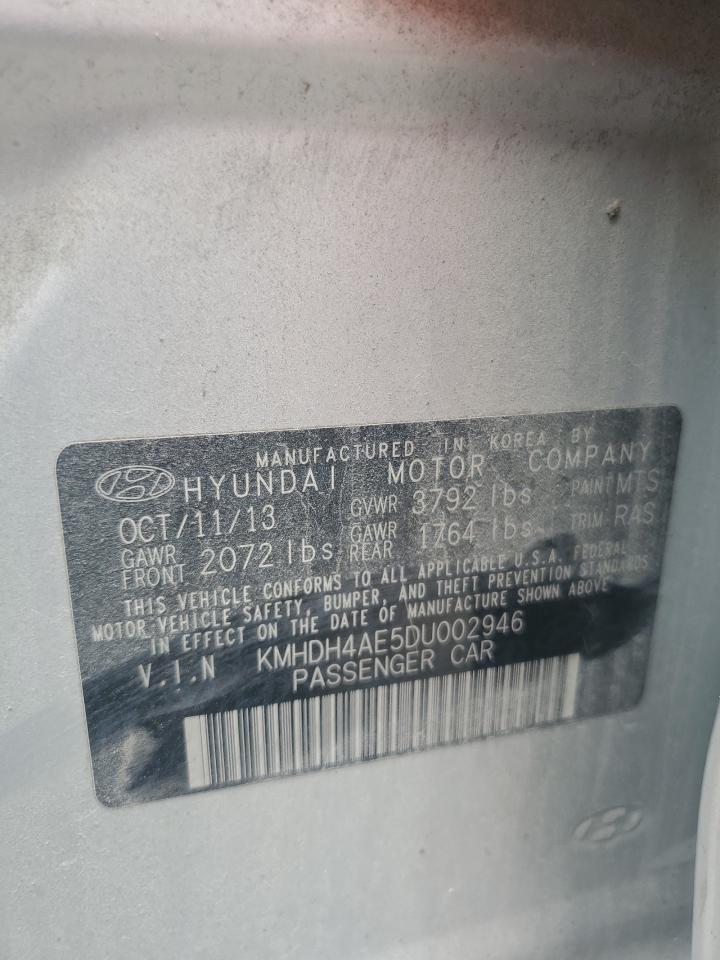 MANUFACTURED IN KOREA BY
HYUNDAI MOTOR COMPANY
OCT/11/13 GVWR 3792 lbs PAINT MTS
GAWR FRONT 2072 lbs GAWR REAR 1764 lbs TRIM RAS
THIS VEHICLE CONFORMS TO ALL APPLICABLE U.S.A. FEDERAL
MOTOR VEHICLE SAFETY, BUMPER, AND THEFT PREVENTION STANDARDS
IN EFFECT ON THE DATE OF MANUFACTURE SHOWN ABOVE
V.I.N KMHDH4AE5DU002946
PASSENGER CAR